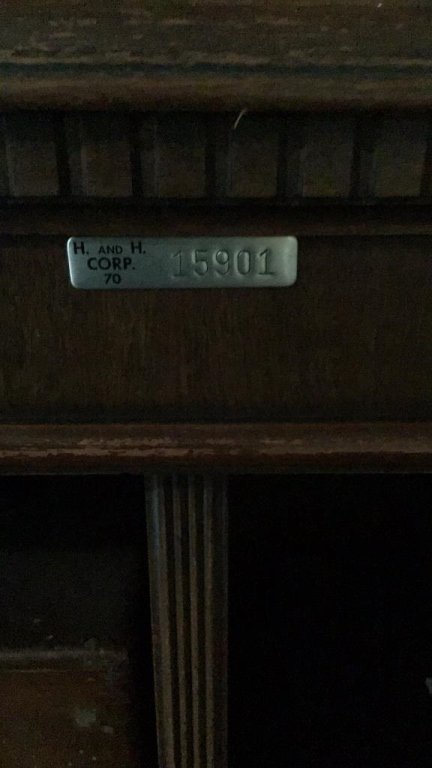 H. AND H.
CORP.
70
15901